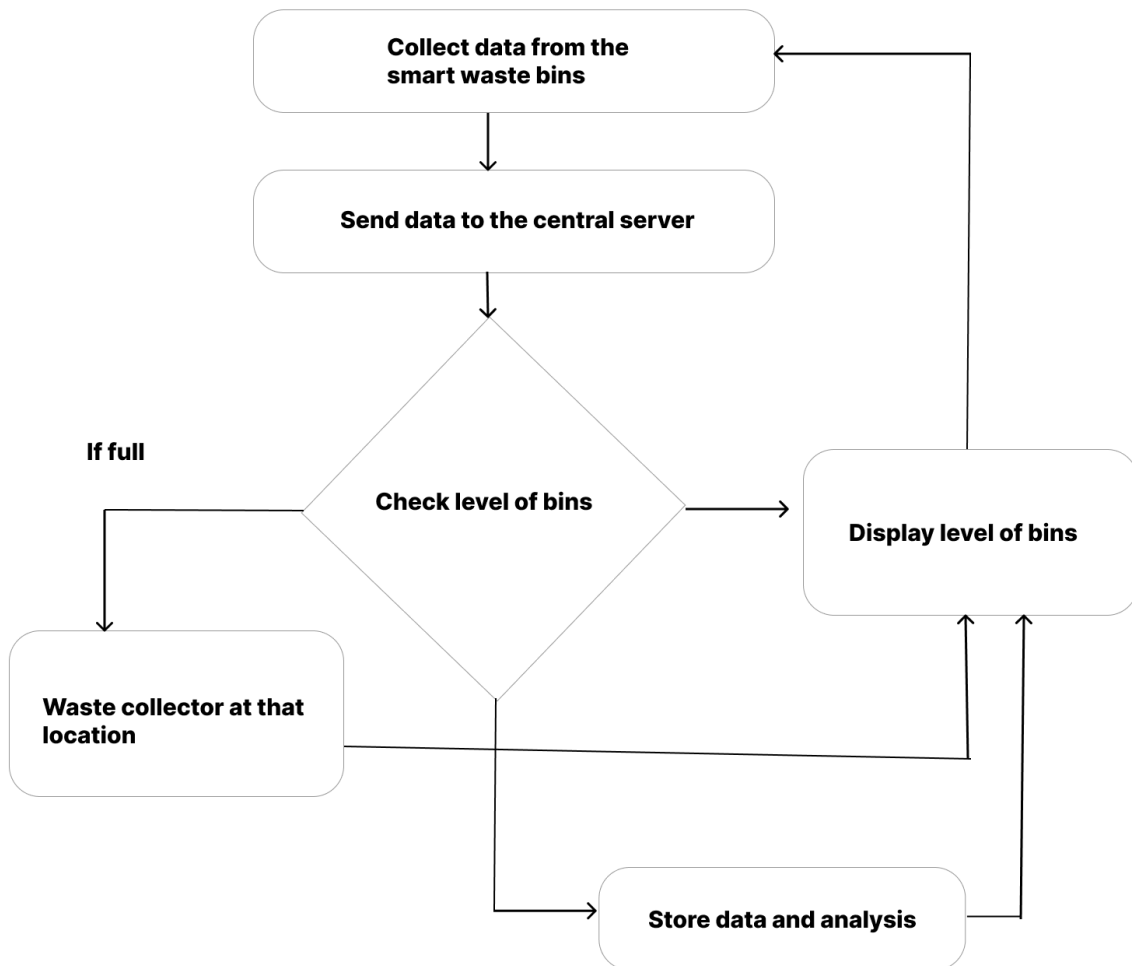 Collect data from the
smart waste bins
Send data to the central server
If full
Check level of bins
Display level of bins
Waste collector at that
location
Store data and analysis